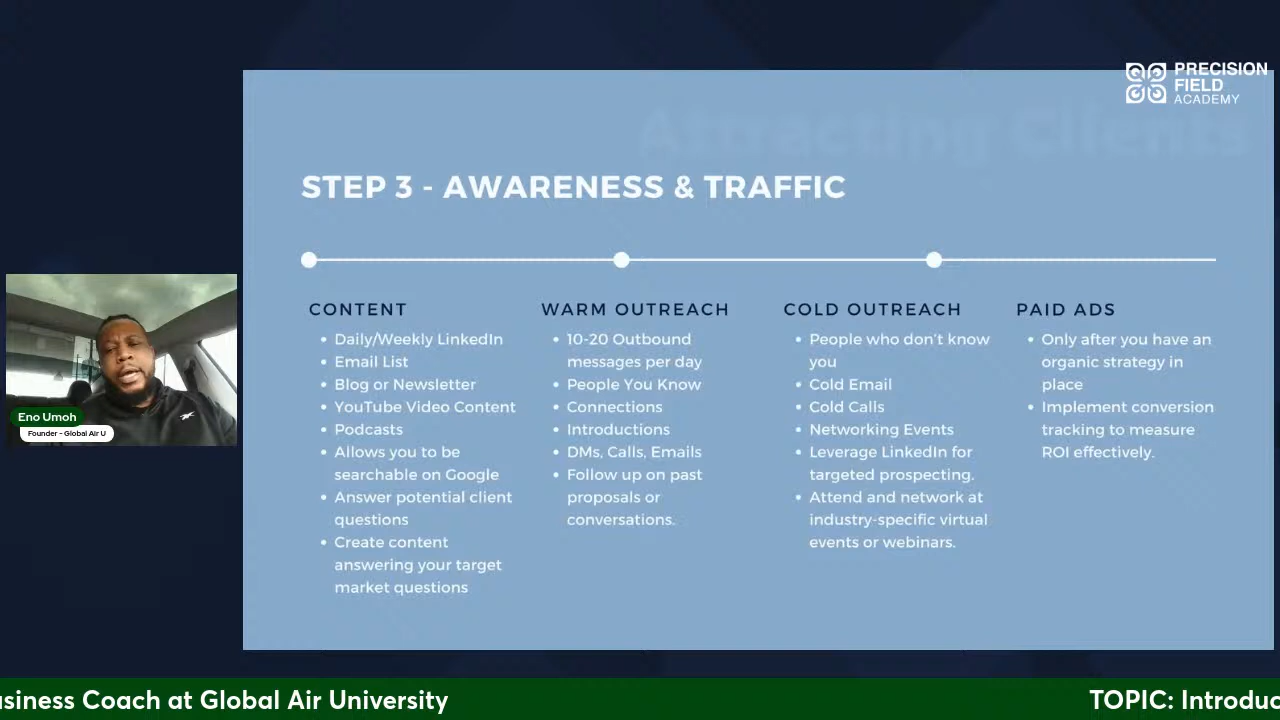 PRECISION
FIELD
ACADEMY
Attracting Clients
STEP 3 - AWARENESS & TRAFFIC
CONTENT
Daily/Weekly LinkedIn
Email List
Blog or Newsletter
YouTube Video Content
Podcasts
Allows you to be
searchable on Google
Answer potential client
questions
Create content
answering your target
market questions
WARM OUTREACH
10-20 Outbound
messages per day
People You Know
Connections
Introductions
DMs, Calls, Emails
Follow up on past
proposals or
conversations.
COLD OUTREACH
People who don't know
you
Cold Email
Cold Calls
Networking Events
Leverage LinkedIn for
targeted prospecting.
Attend and network at
industry-specific virtual
events or webinars.
PAID ADS
Only after you have an
organic strategy in
place
Implement conversion
tracking to measure
ROI effectively.
Eno Umoh
Founder - Global Air U
usiness Coach at Global Air University
TOPIC: Introduc